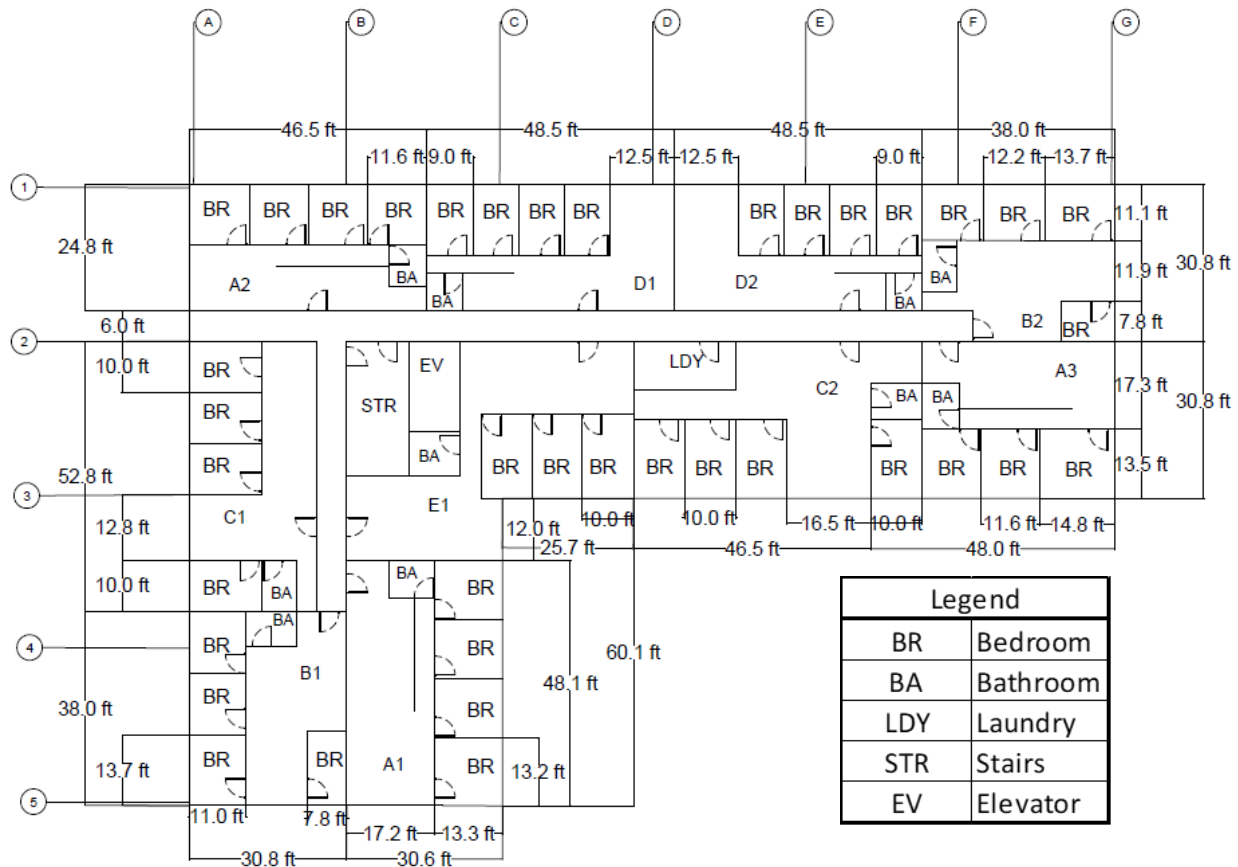 A B C D E F G
46.5 ft 48.5 ft 48.5 ft 38.0 ft
11.6 ft 9.0 ft 12.5 ft 12.5 ft 9.0 ft 12.2 ft 13.7 ft
1
BR BR BR BR BR BR BR BR BR BR BR BR BR BR BR 11.1 ft
24.8 ft 11.9 ft 30.8 ft
A2 BA BA D1 D2 BA BA
6.0 ft B2 BR 7.8 ft
2
10.0 ft BR EV LDY A3
BR STR C2 BA BA 17.3 ft 30.8 ft
52.8 ft BR BA BR BR BR BR BR BR BR BR BR BR 13.5 ft
3
12.8 ft C1 E1 12.0 ft 10.0 ft 10.0 ft 16.5 ft 10.0 ft 11.6 ft 14.8 ft
25.7 ft 46.5 ft 48.0 ft
10.0 ft BR BA BA BR
BA
4 BR BR
B1 60.1 ft
48.1 ft
38.0 ft BR BR
13.7 ft BR BR A1 BR 13.2 ft
5
11.0 ft 7.8 ft 17.2 ft 13.3 ft
30.8 ft 30.6 ft
Legend
BR Bedroom
BA Bathroom
LDY Laundry
STR Stairs
EV Elevator